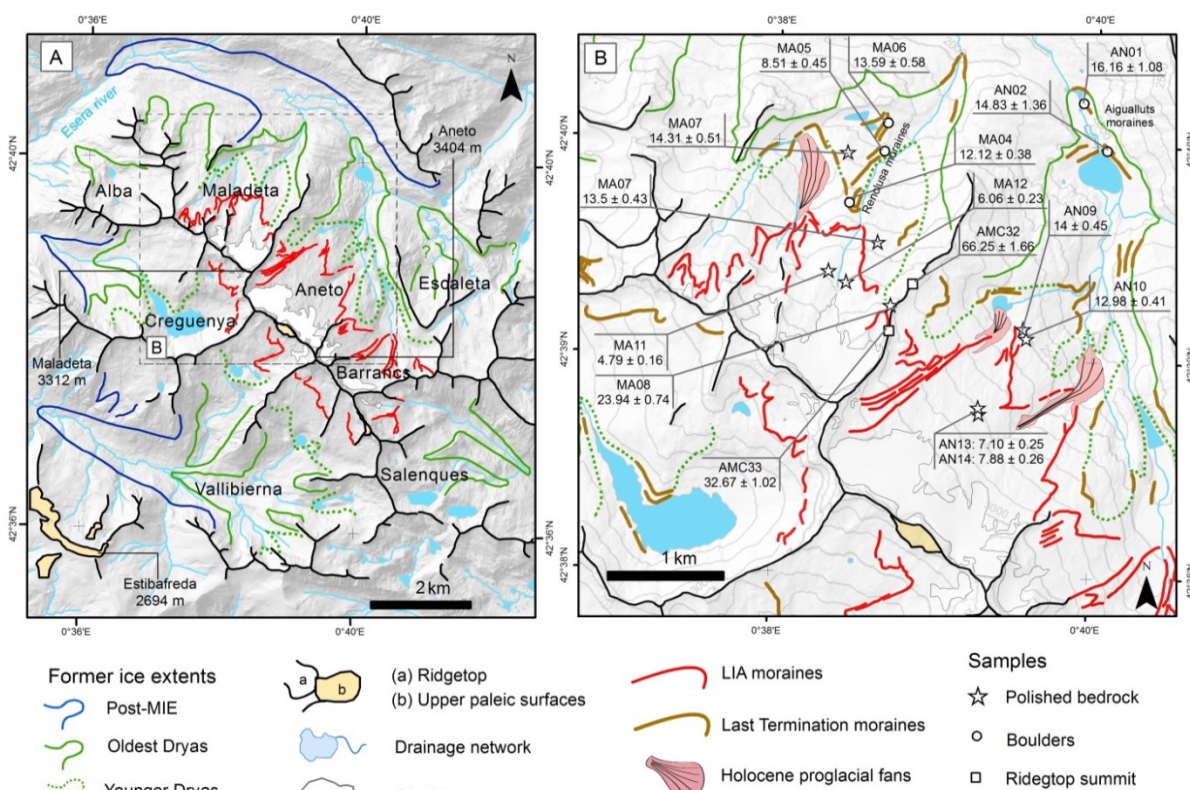 0°36'E
0°40'E
0°38'E
0°40'E
A
N
Esera river
42°40'N
42°40'N
Aneto
3404 m
Alba
Maladeta
Aneto
Escaleta
Creguenya
B
Maladeta
3312 m
Barrancs
Salenques
Vallibierna
42°36'N
42°36'N
Estibafreda
2694 m
2 km
0°36'E
0°40'E
B
MA05
8.51 ± 0.45
MA06
13.59 ± 0.58
AN01
16.16 ± 1.08
AN02
14.83 ± 1.36
Aigualluts
moraines
MA07
14.31 ± 0.51
42°40'N
MA04
12.12 ± 0.38
Renclusa moraines
MA07
13.5 ± 0.43
MA12
6.06 ± 0.23
AN09
14 ± 0.45
AMC32
66.25 ± 1.66
AN10
12.98 ± 0.41
42°39'N
MA11
4.79 ± 0.16
MA08
23.94 ± 0.74
AN13: 7.10 ± 0.25
AN14: 7.88 ± 0.26
AMC33
32.67 ± 1.02
42°38'N
1 km
N
0°38'E
0°40'E
Former ice extents
Post-MIE
Oldest Dryas
Younger Dryas
a
b
(a) Ridgetop
(b) Upper paleic surfaces
Drainage network
LIA moraines
Last Termination moraines
Holocene proglacial fans
Samples
Polished bedrock
Boulders
Ridegtop summit